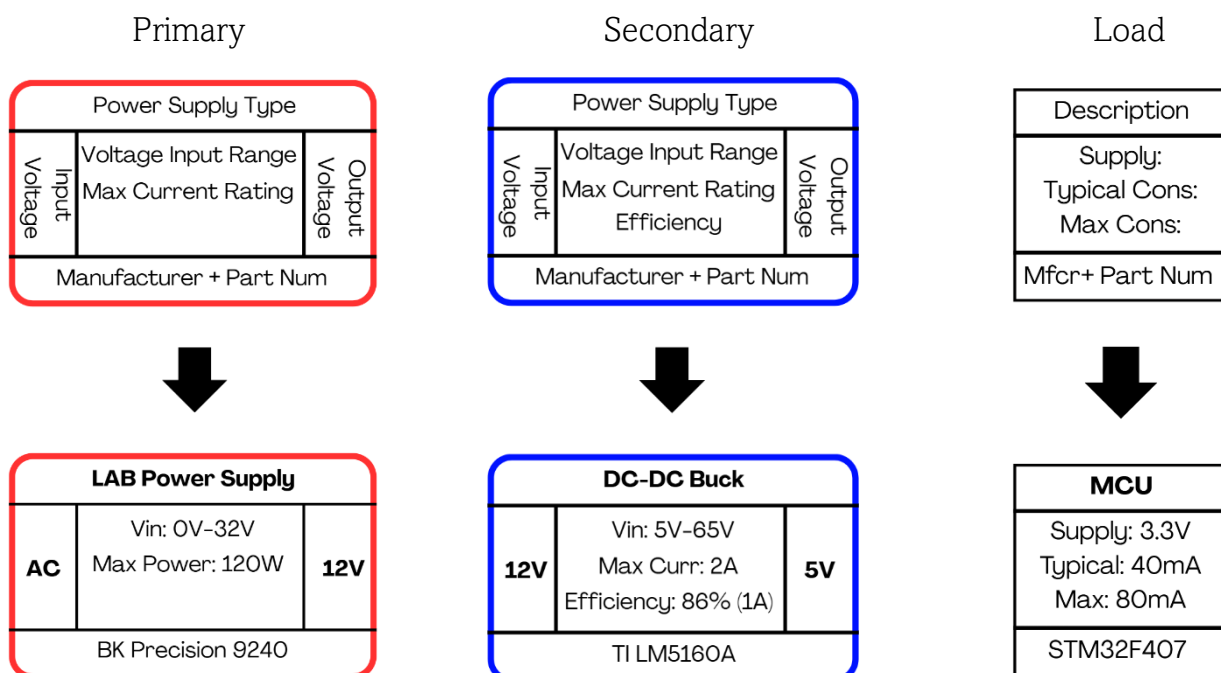 Primary
Secondary
Load
Power Supply Type
Input
Voltage
Voltage Input Range
Max Current Rating
Output
Voltage
Manufacturer + Part Num
Power Supply Type
Input
Voltage
Voltage Input Range
Max Current Rating
Efficiency
Output
Voltage
Manufacturer + Part Num
Description
Supply:
Typical Cons:
Max Cons:
Mfcr+ Part Num
LAB Power Supply
AC
Vin: 0V-32V
Max Power: 120W
12V
BK Precision 9240
DC-DC Buck
12V
Vin: 5V-65V
Max Curr: 2A
Efficiency: 86% (1A)
5V
TI LM5160A
MCU
Supply: 3.3V
Typical: 40mA
Max: 80mA
STM32F407